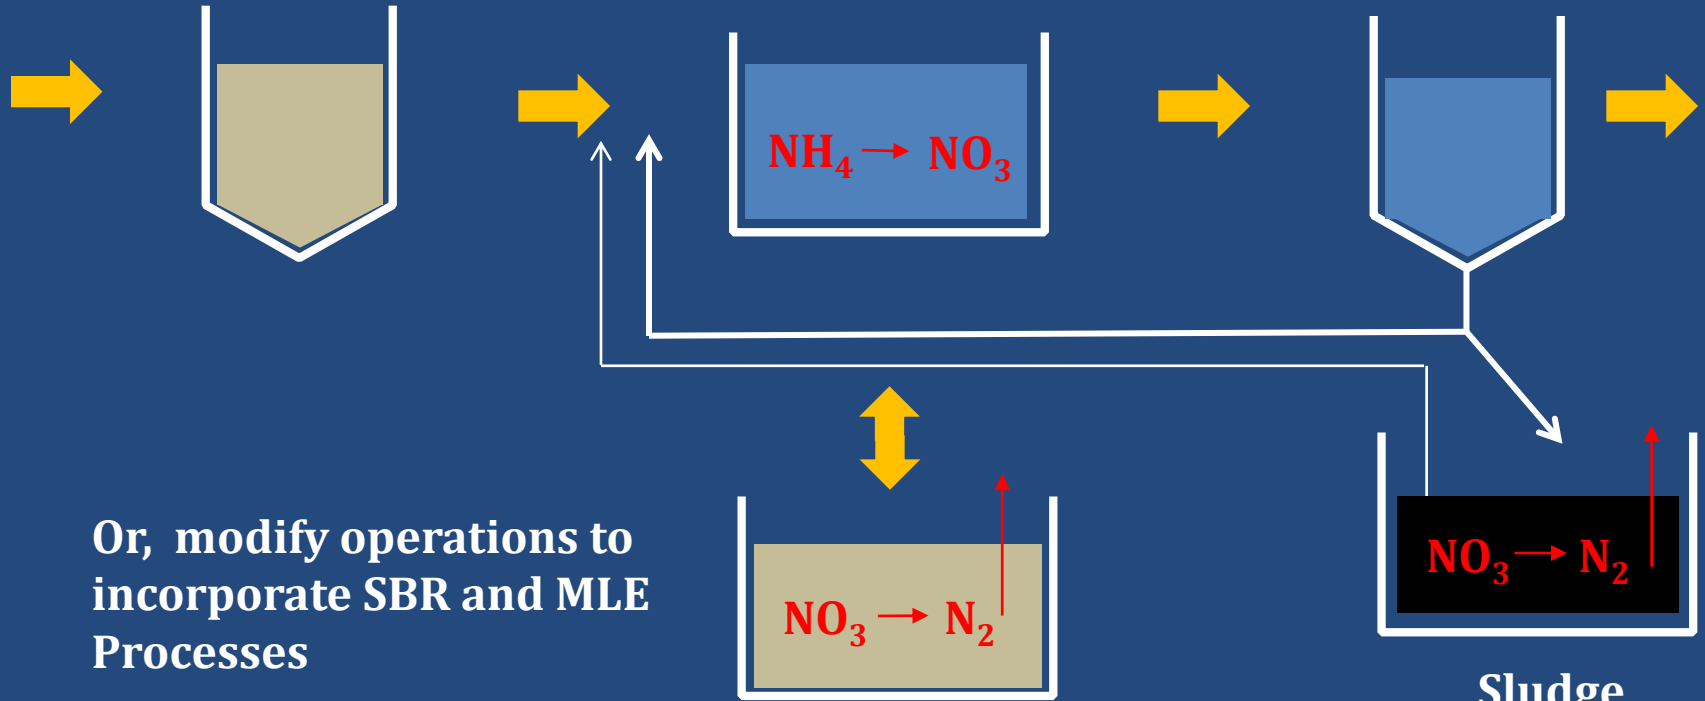 NH₄ → NO₃
Or, modify operations to
incorporate SBR and MLE
Processes
NO₃ → N₂
NO₃ → N₂
Sludge